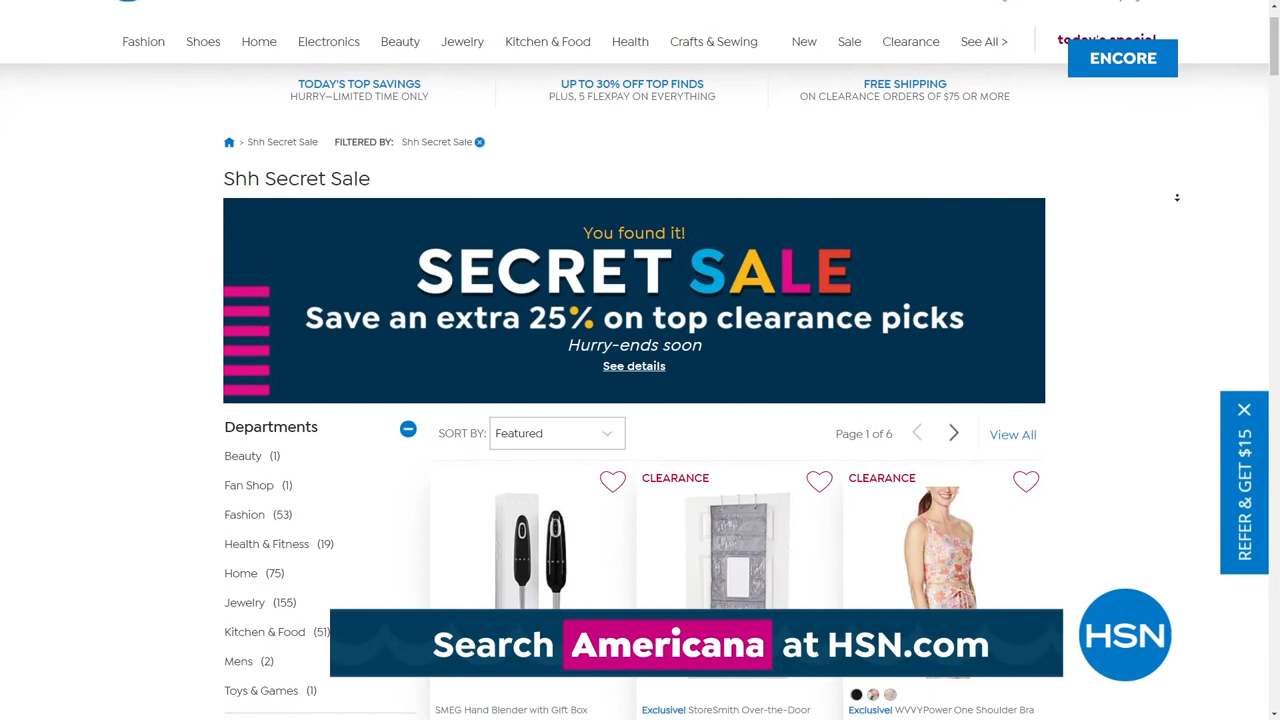 Fashion Shoes Home Electronics Beauty Jewelry Kitchen & Food Health Crafts & Sewing New Sale Clearance See All > today's special
ENCORE
TODAY'S TOP SAVINGS UP TO 30% OFF TOP FINDS FREE SHIPPING
HURRY—LIMITED TIME ONLY PLUS, 5 FLEXPAY ON EVERYTHING ON CLEARANCE ORDERS OF $75 OR MORE
> Shh Secret Sale FILTERED BY: Shh Secret Sale
Shh Secret Sale
You found it!
SECRET SALE
Save an extra 25% on top clearance picks
Hurry-ends soon
See details
REFER & GET $15
Departments
SORT BY: Featured Page 1 of 6 View All
Beauty (1)
Fan Shop (1)
Fashion (53)
Health & Fitness (19)
Home (75)
Jewelry (155)
Kitchen & Food (51)
Mens (2)
Toys & Games (1)
CLEARANCE CLEARANCE
Search Americana at HSN.com
HSN
SMEG Hand Blender with Gift Box Exclusive! StoreSmith Over-the-Door Exclusive! WVVYPower One Shoulder Bra